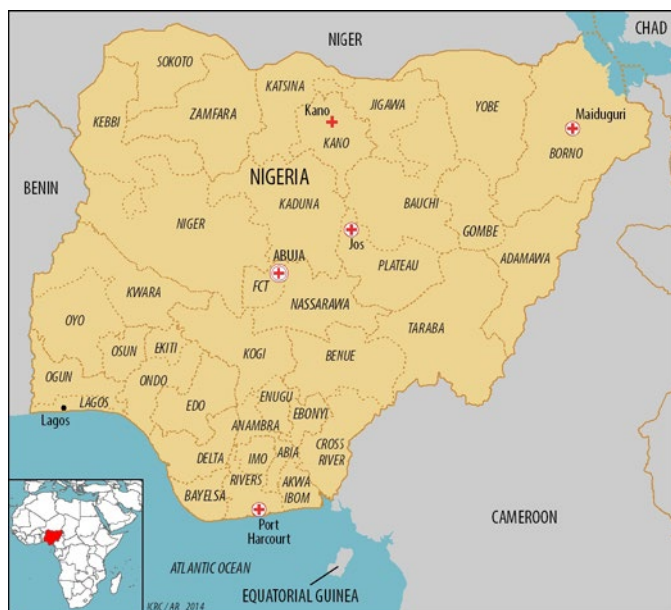 NIGER
CHAD
SOKOTO
KATSINA
ZAMFARA
JIGAWA
YOBE
KEBBI
Kano
KANO
Maiduguri
BORNO
BENIN
NIGERIA
KADUNA
BAUCHI
NIGER
GOMBE
Jos
ADAMAWA
ABUJA
PLATEAU
FCT
KWARA
NASSARAWA
OYO
TARABA
OSUN
EKITI
KOGI
BENUE
OGUN
ONDO
LAGOS
EDO
ENUGU
Lagos
EBONYI
ANAMBRA
CROSS
RIVER
DELTA
IMO
ABIA
RIVERS
AKWA
IBOM
BAYELSA
Port
Harcourt
CAMEROON
ATLANTIC OCEAN
EQUATORIAL GUINEA
ICRC / AR 2014